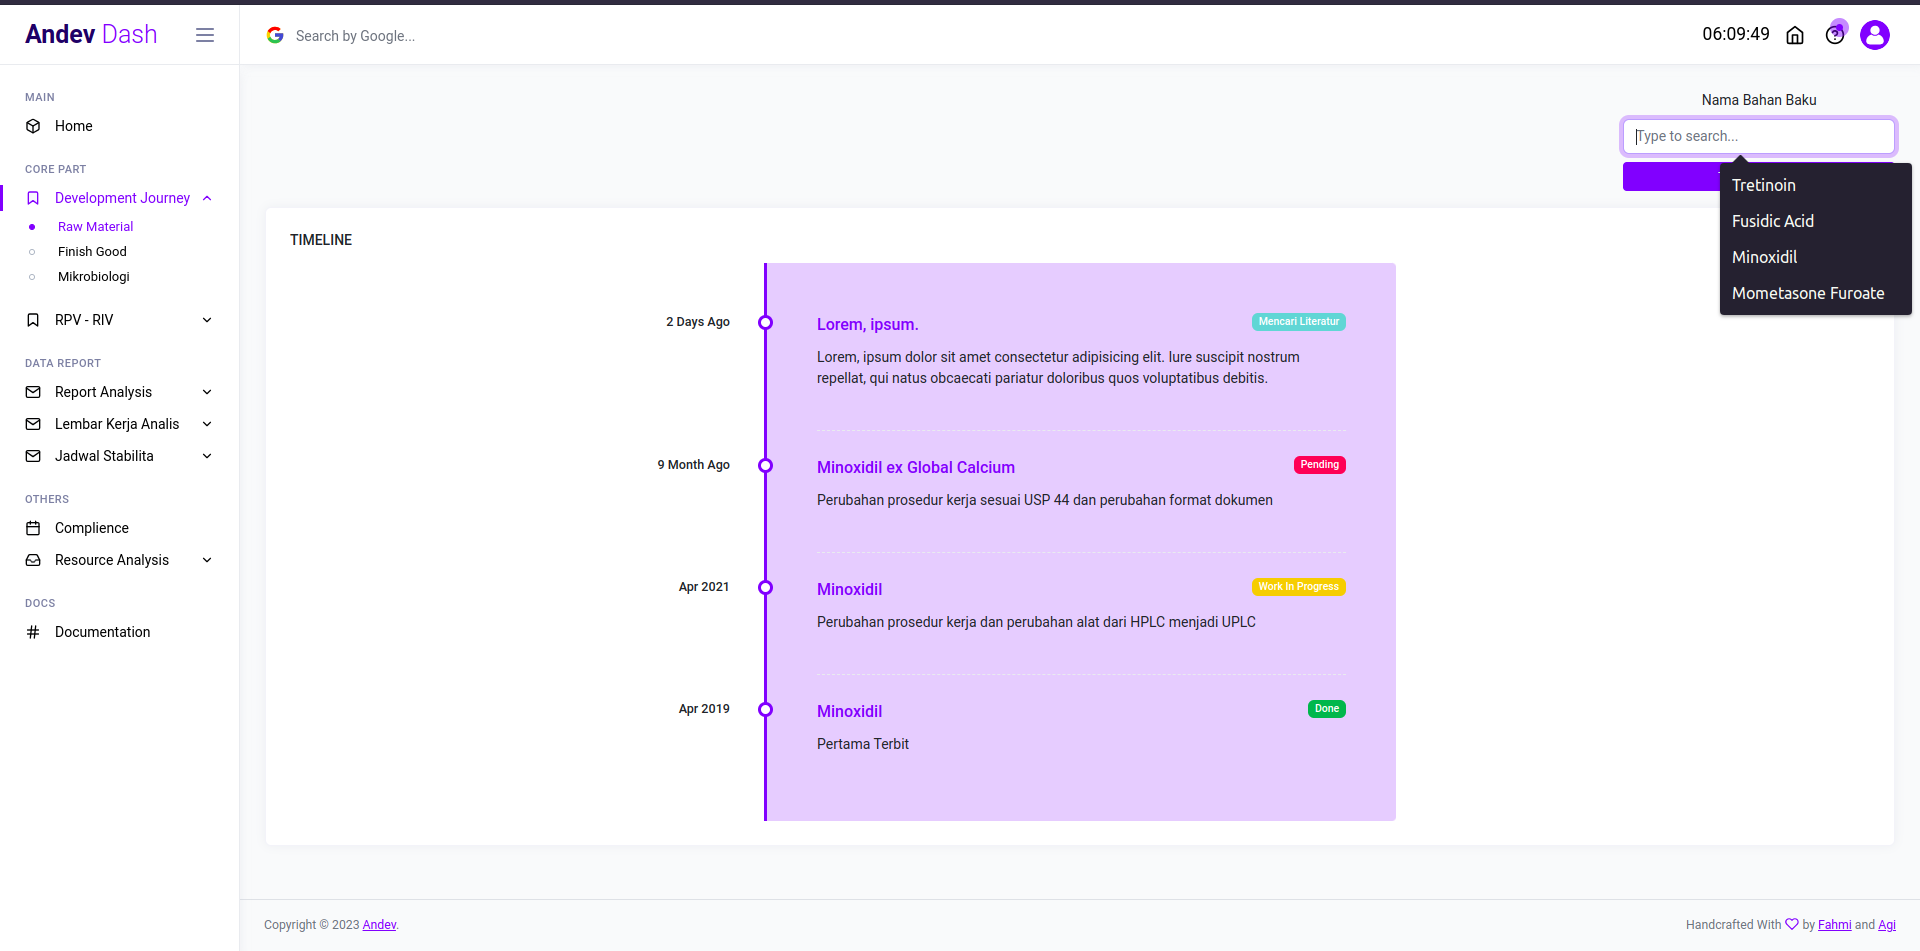 Andev Dash
Search by Google...
06:09:49
MAIN
Home
CORE PART
Development Journey
Raw Material
Finish Good
Mikrobiologi
RPV - RIV
DATA REPORT
Report Analysis
Lembar Kerja Analis
Jadwal Stabilita
OTHERS
Complience
Resource Analysis
DOCS
Documentation
Nama Bahan Baku
Type to search...
Tretinoin
Fusidic Acid
Minoxidil
Mometasone Furoate
TIMELINE
2 Days Ago
Lorem, ipsum.
Mencari Literatur
Lorem, ipsum dolor sit amet consectetur adipisicing elit. Iure suscipit nostrum
repellat, qui natus obcaecati pariatur doloribus quos voluptatibus debitis.
9 Month Ago
Minoxidil ex Global Calcium
Pending
Perubahan prosedur kerja sesuai USP 44 dan perubahan format dokumen
Apr 2021
Minoxidil
Work In Progress
Perubahan prosedur kerja dan perubahan alat dari HPLC menjadi UPLC
Apr 2019
Minoxidil
Done
Pertama Terbit
Copyright © 2023 Andev.
Handcrafted With ♡ by Fahmi and Agi